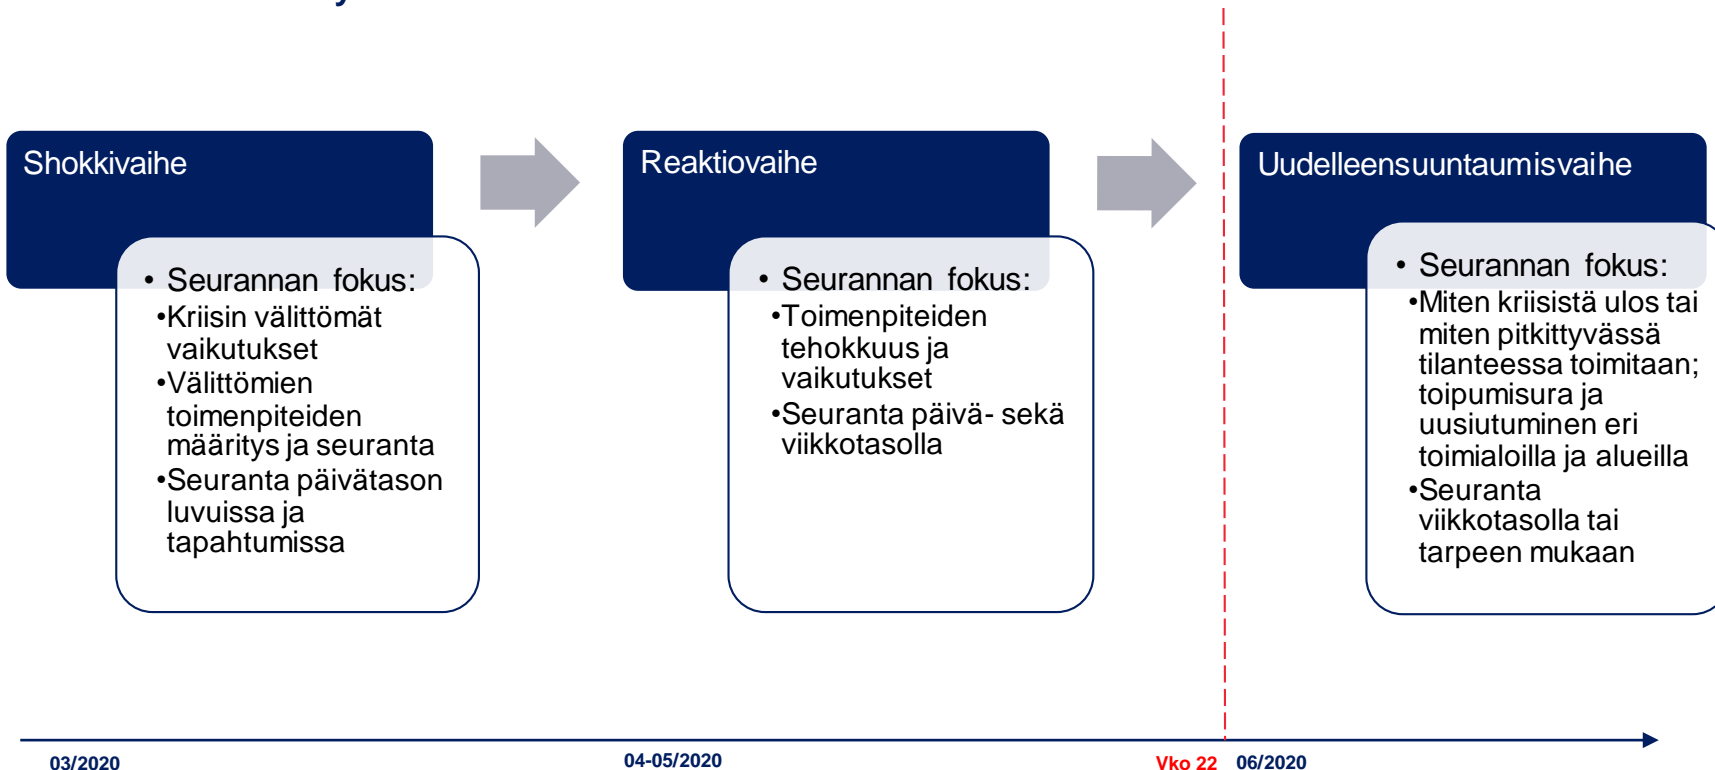 Shokkivaihe
• Seurannan fokus:
•Kriisin välittömät
vaikutukset
•Välittömien
toimenpiteiden
määritys ja seuranta
•Seuranta päivätason
luvuissa ja
tapahtumissa
Reaktiovaihe
• Seurannan fokus:
•Toimenpiteiden
tehokkuus ja
vaikutukset
•Seuranta päivä- sekä
viikkotasolla
Uudelleensuuntaumisvaihe
• Seurannan fokus:
•Miten kriisistä ulos tai
miten pitkittyvässä
tilanteessa toimitaan;
toipumisura ja
uusiutuminen eri
toimialoilla ja alueilla
•Seuranta
viikkotasolla tai
tarpeen mukaan
03/2020
04-05/2020
Vko 22
06/2020